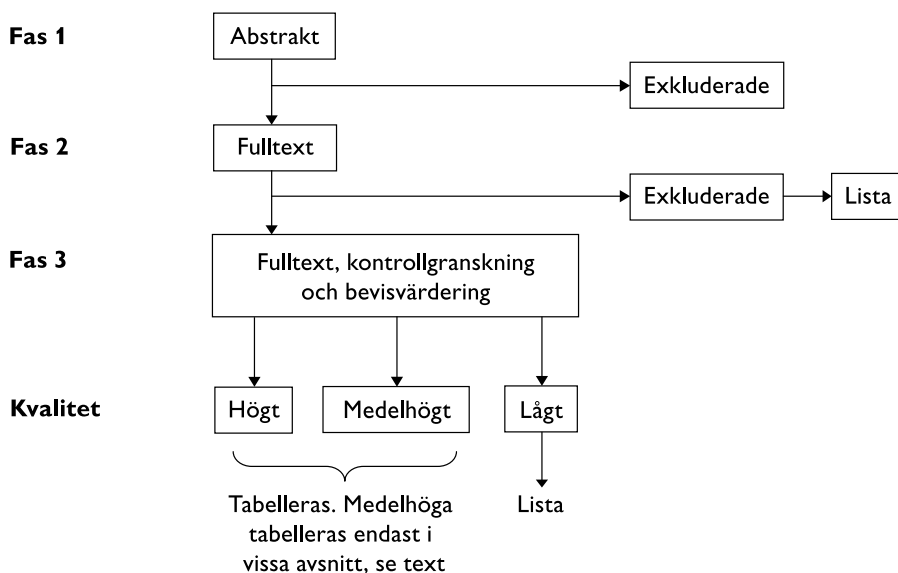 Fas 1
Abstrakt
Exkluderade
Fas 2
Fulltext
Exkluderade
Lista
Fas 3
Fulltext, kontrollgranskning
och bevisvärdering
Kvalitet
Högt
Medelhögt
Lågt
Tabelleras. Medelhöga
tabelleras endast i
vissa avsnitt, se text
Lista